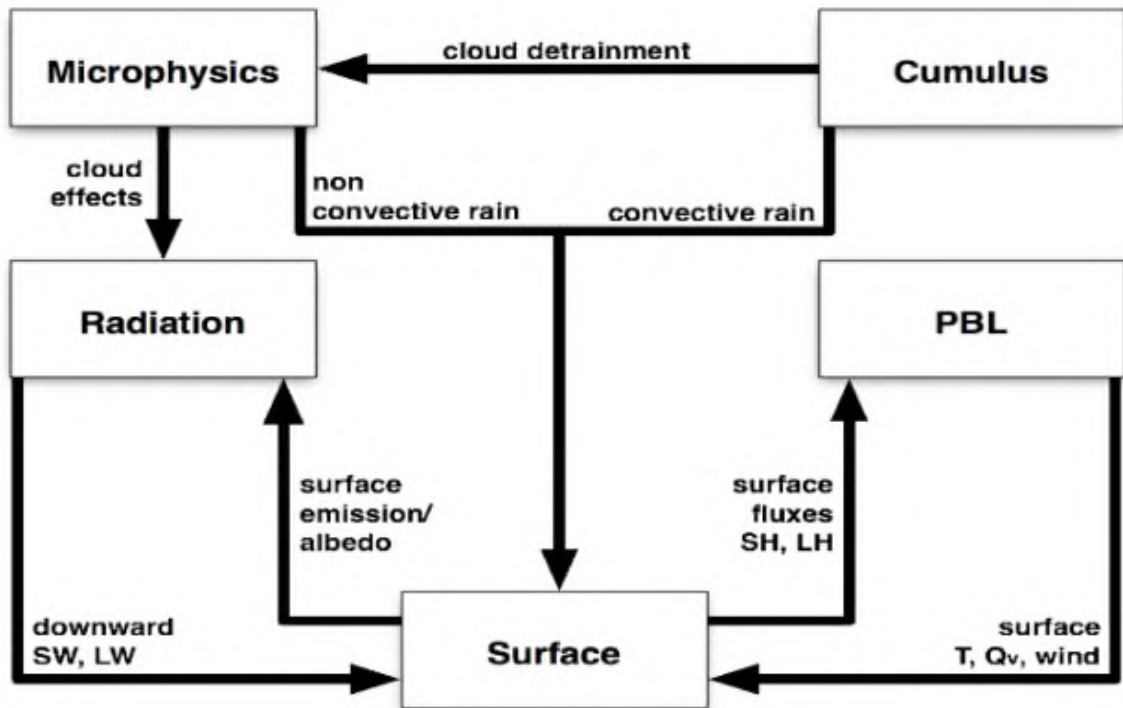 cloud detrainment
Microphysics
Cumulus
cloud
effects
non
convective rain
convective rain
Radiation
PBL
surface
emission/
albedo
surface
fluxes
SH, LH
downward
SW, LW
Surface
surface
T, Qv, wind